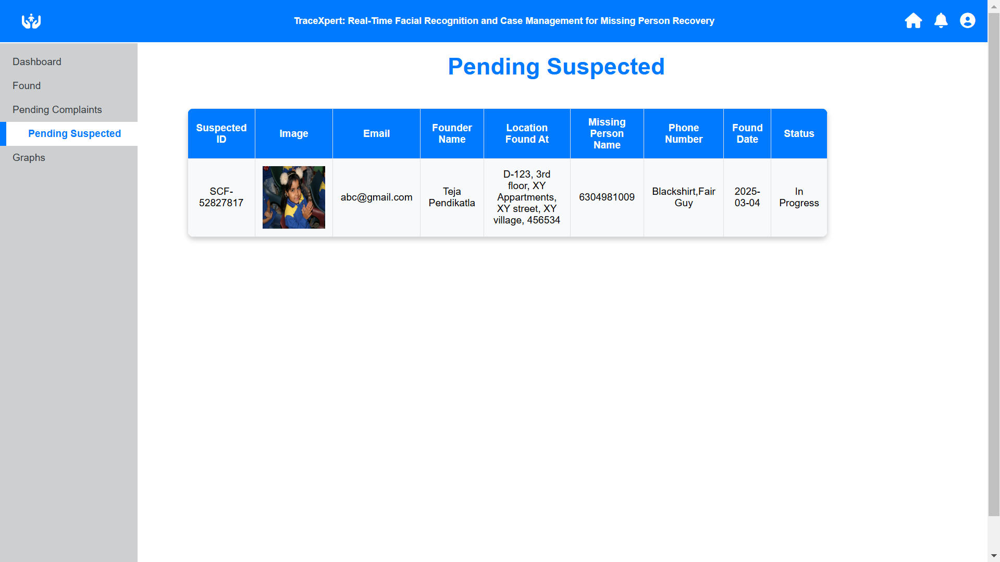 TraceXpert: Real-Time Facial Recognition and Case Management for Missing Person Recovery
Dashboard
Found
Pending Complaints
Pending Suspected
Graphs
Pending Suspected
Suspected
ID
Image
Email
Founder
Name
Location
Found At
Missing
Person
Name
Phone
Number
Found
Date
Status
SCF-
52827817
abc@gmail.com
Teja
Pendikatla
D-123, 3rd
floor, XY
Appartments,
XY street, XY
village, 456534
6304981009
Blackshirt,Fair
Guy
2025-
03-04
In
Progress